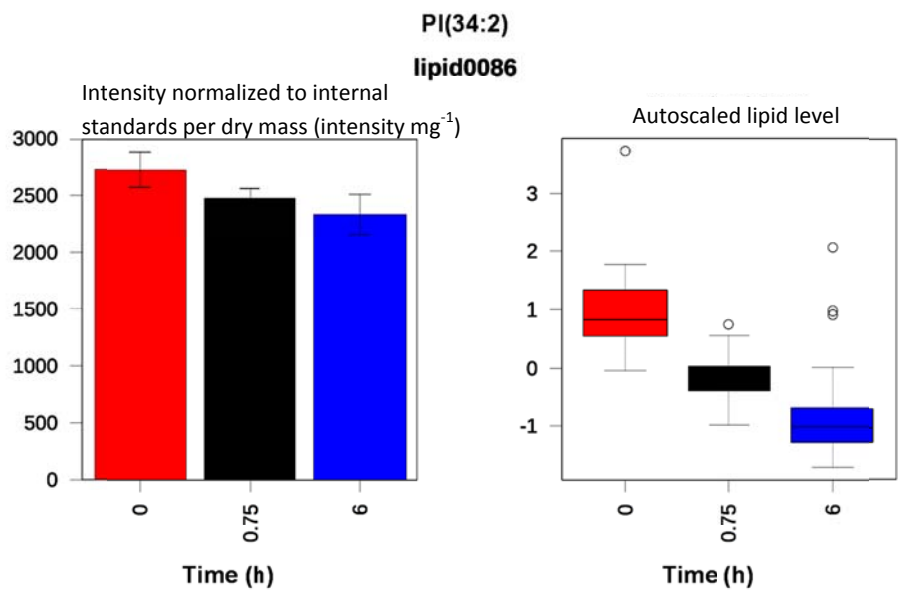 PI(34:2)
lipid0086
Intensity normalized to internal
standards per dry mass (intensity mg⁻¹)
3000
2500
2000
1500
1000
500
0
0
0.75
6
Time (h)
Autoscaled lipid level
3
2
1
0
-1
0
0.75
6
Time (h)